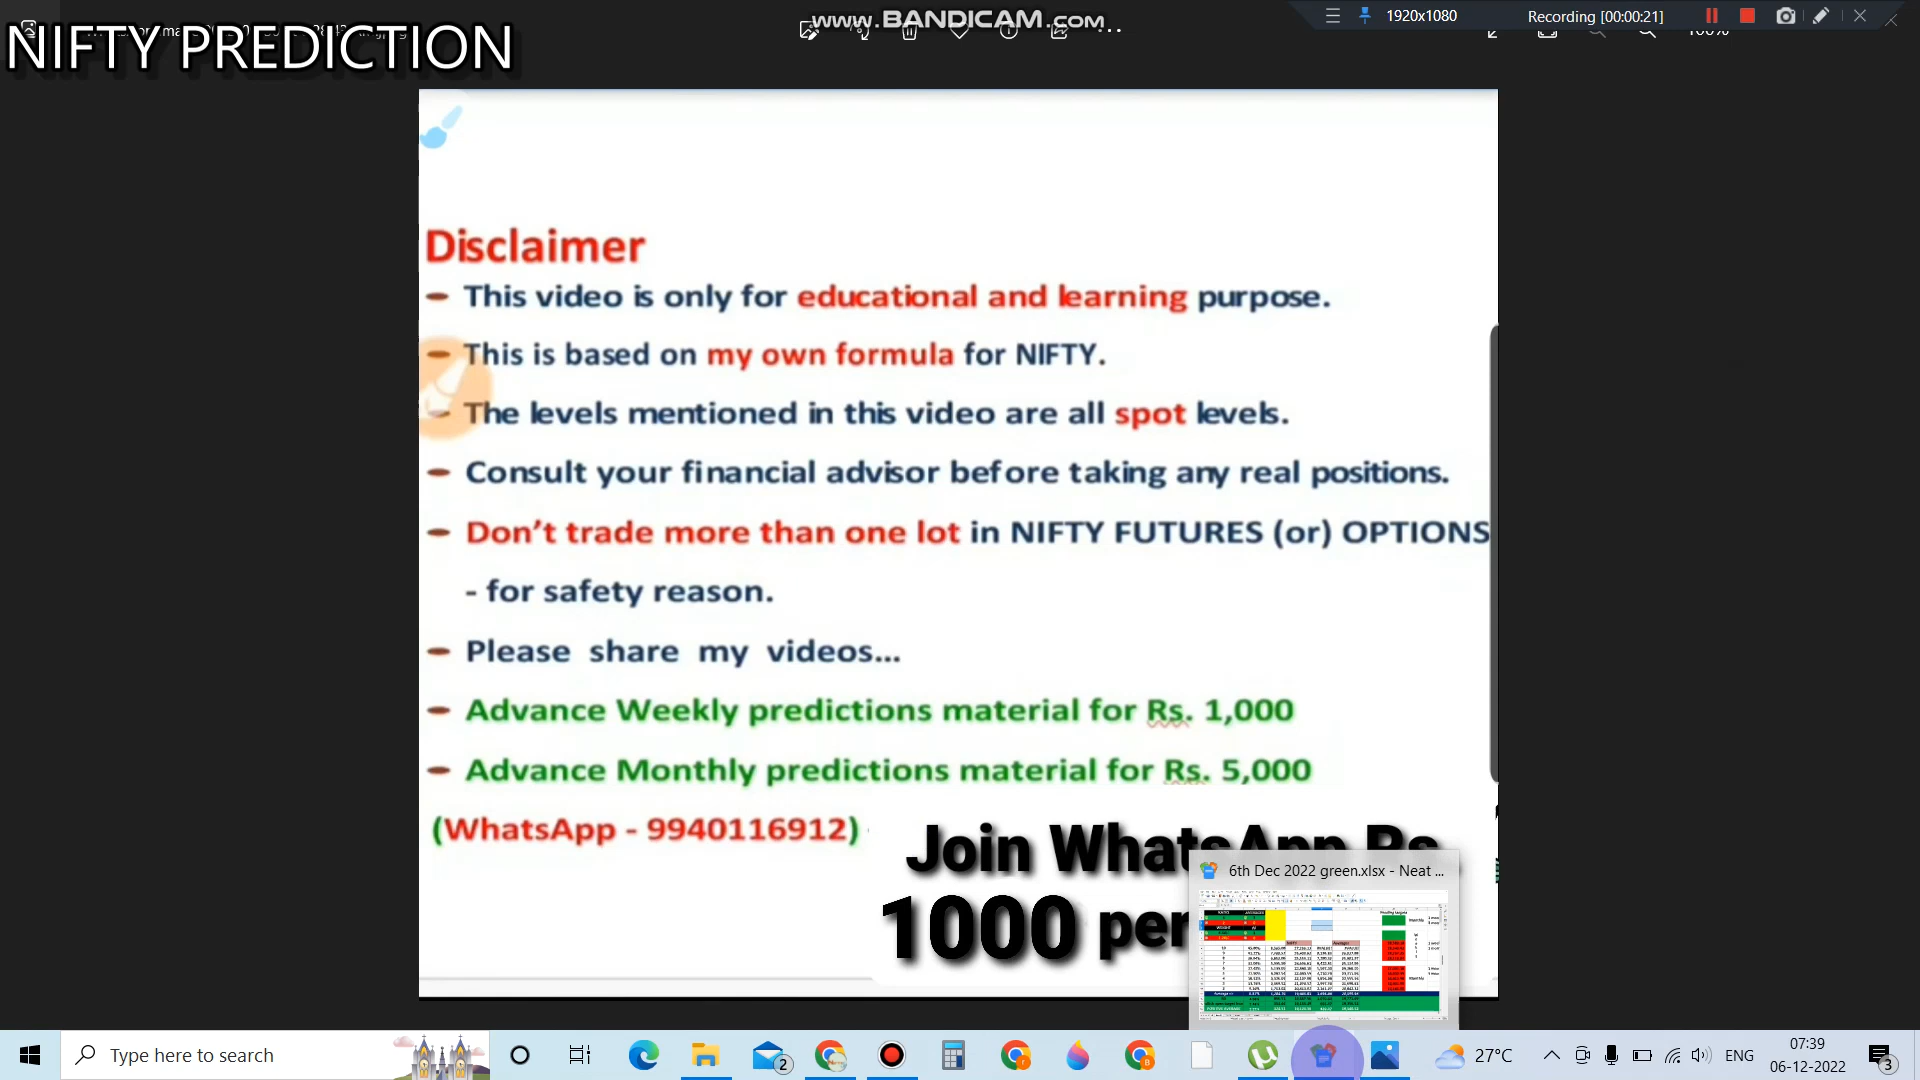 www.BANDICAM.com
1920x1080
Recording [00:00:21]
NIFTY PREDICTION
100%
Disclaimer
This video is only for educational and learning purpose.
This is based on my own formula for NIFTY.
The levels mentioned in this video are all spot levels.
Consult your financial advisor before taking any real positions.
Don't trade more than one lot in NIFTY FUTURES (or) OPTIONS
- for safety reason.
Please share my videos...
Advance Weekly predictions material for Rs. 1,000
Advance Monthly predictions material for Rs. 5,000
(WhatsApp - 9940116912)
Join WhatsApp Rs
1000 per
6th Dec 2022 green.xlsx - Neat ...
Type here to search
2
27°C
ENG
07:39
06-12-2022
3